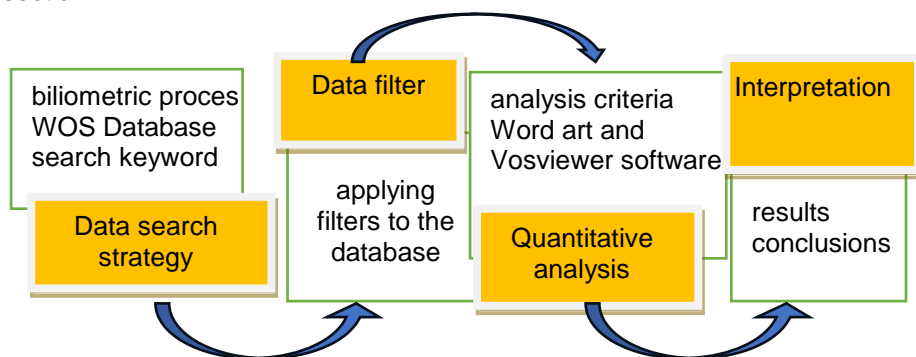 biliometric proces
WOS Database
search keyword
Data search
strategy
Data filter
applying
filters to the
database
analysis criteria
Word art and
Vosviewer software
Quantitative
analysis
Interpretation
results
conclusions